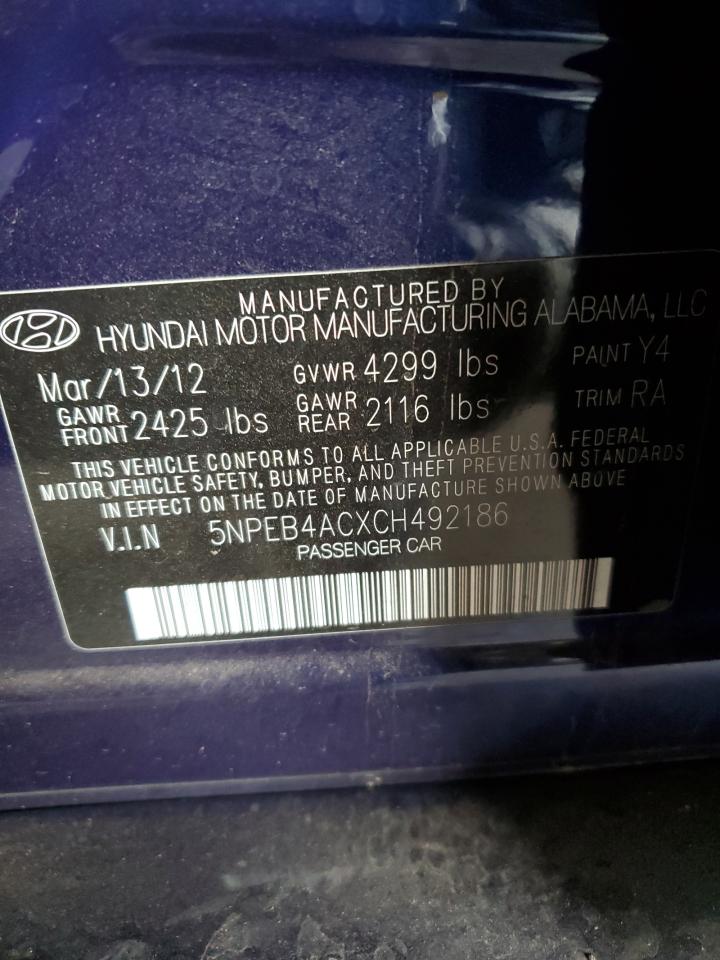 MANUFACTURED BY
HYUNDAI MOTOR MANUFACTURING ALABAMA, LLC
Mar/13/12 GVWR 4299 lbs PAINT Y4
GAWR FRONT 2425 lbs GAWR REAR 2116 lbs TRIM RA
THIS VEHICLE CONFORMS TO ALL APPLICABLE U.S.A. FEDERAL
MOTOR VEHICLE SAFETY, BUMPER, AND THEFT PREVENTION STANDARDS
IN EFFECT ON THE DATE OF MANUFACTURE SHOWN ABOVE
V.I.N 5NPEB4ACXCH492186
PASSENGER CAR